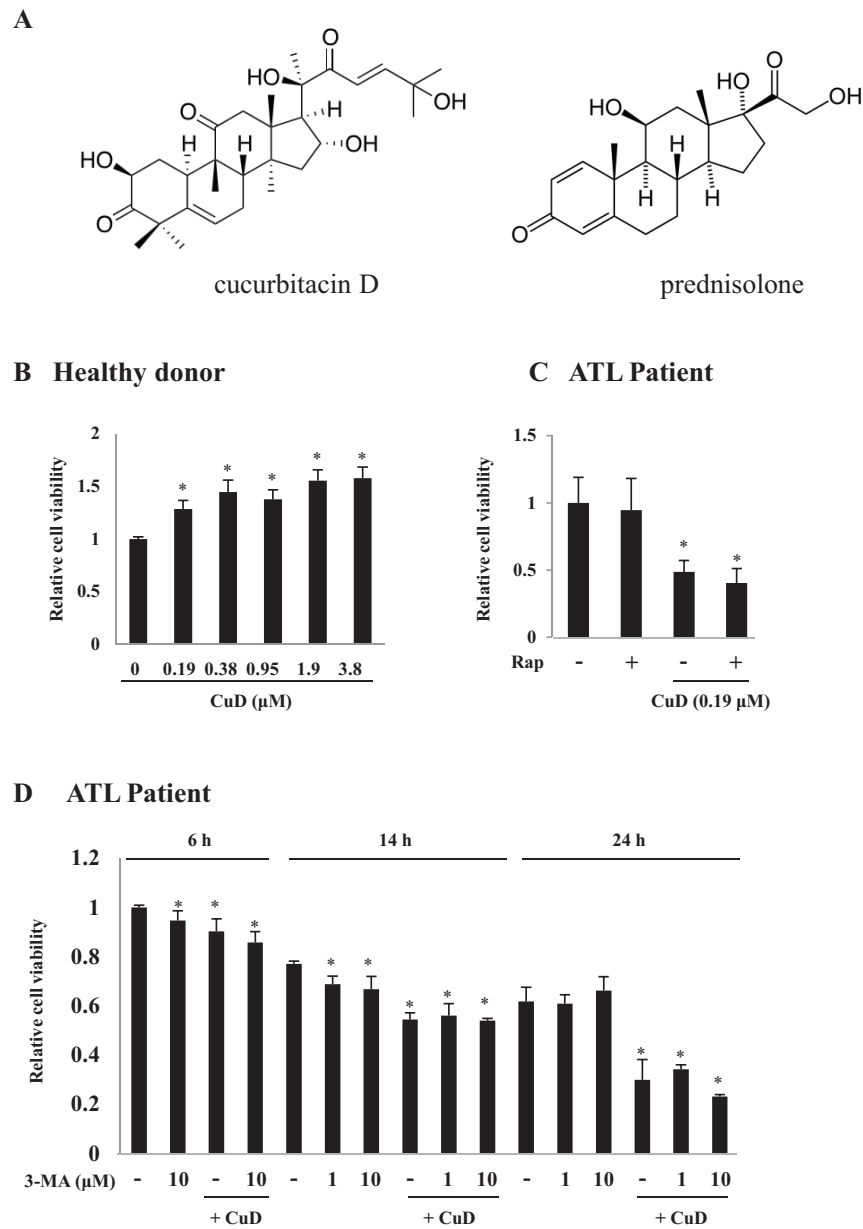 A
O
HO
OH
O
H
H
H
OH
HO
O
cucurbitacin D
O
HO
OH
HO
H
H
H
O
prednisolone
B Healthy donor
Relative cell viability
2
1.5
1
0.5
0
* * * * *
0 0.19 0.38 0.95 1.9 3.8
CuD (μM)
C ATL Patient
Relative cell viability
1.5
1
0.5
0
* *
Rap - + - +
CuD (0.19 μM)
D ATL Patient
6 h 14 h 24 h
Relative cell viability
1.2
1
0.8
0.6
0.4
0.2
0
* * * * * * * * * * *
3-MA (μM) - 10 - 10 - 1 10 - 1 10 - 1 10 - 1 10
+ CuD + CuD + CuD